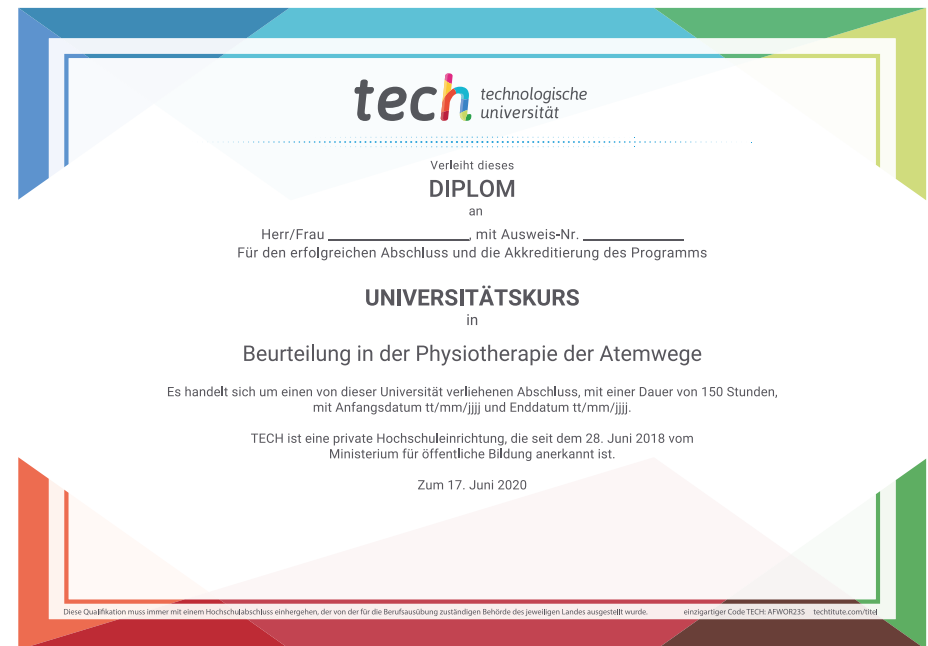 tech technologische
universität
Verleiht dieses
DIPLOM
an
Herr/Frau ____________________, mit Ausweis-Nr. ______________
Für den erfolgreichen Abschluss und die Akkreditierung des Programms
UNIVERSITÄTSKURS
in
Beurteilung in der Physiotherapie der Atemwege
Es handelt sich um einen von dieser Universität verliehenen Abschluss, mit einer Dauer von 150 Stunden,
mit Anfangsdatum tt/mm/jjjj und Enddatum tt/mm/jjjj.
TECH ist eine private Hochschuleinrichtung, die seit dem 28. Juni 2018 vom
Ministerium für öffentliche Bildung anerkannt ist.
Zum 17. Juni 2020
Diese Qualifikation muss immer mit einem Hochschulabschluss einhergehen, der von der für die Berufsausübung zuständigen Behörde des jeweiligen Landes ausgestellt wurde. einzigartiger Code TECH: AFWOR23S techtitute.com/titel